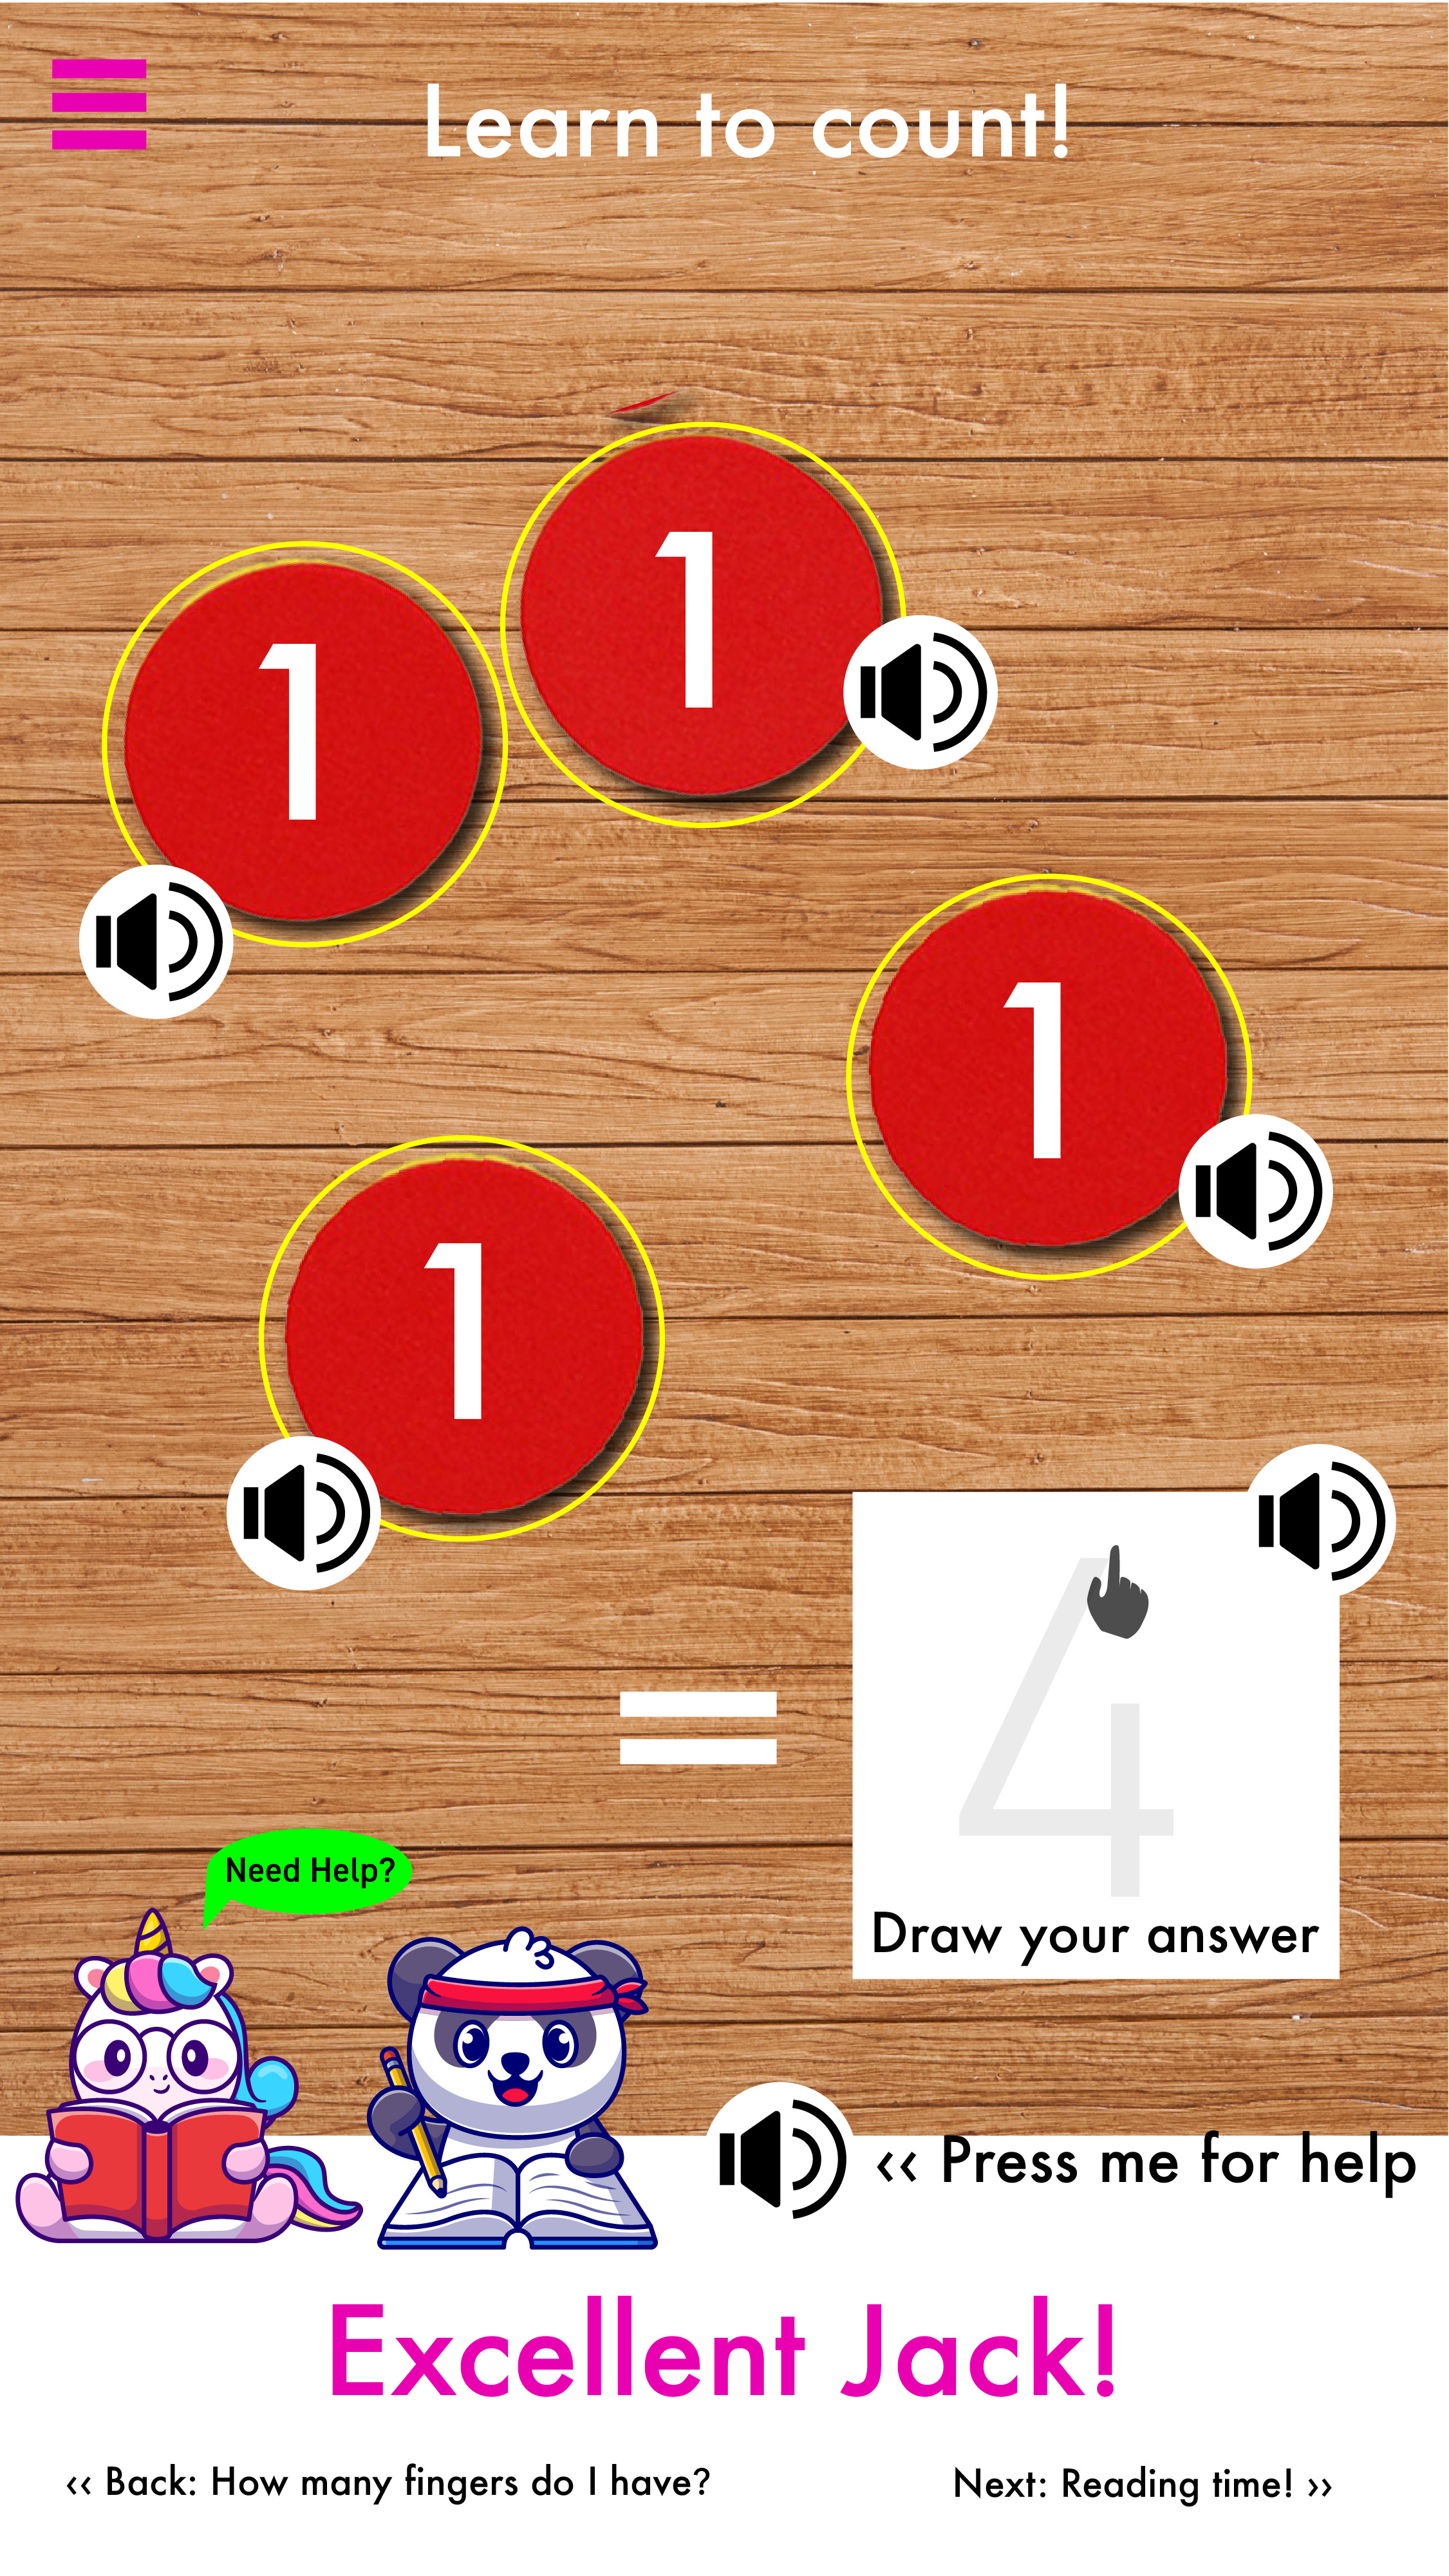 Learn to count!
1
1
1
1
=
4
Draw your answer
Need Help?
‹‹ Press me for help
Excellent Jack!
‹‹ Back: How many fingers do I have?
Next: Reading time! ››